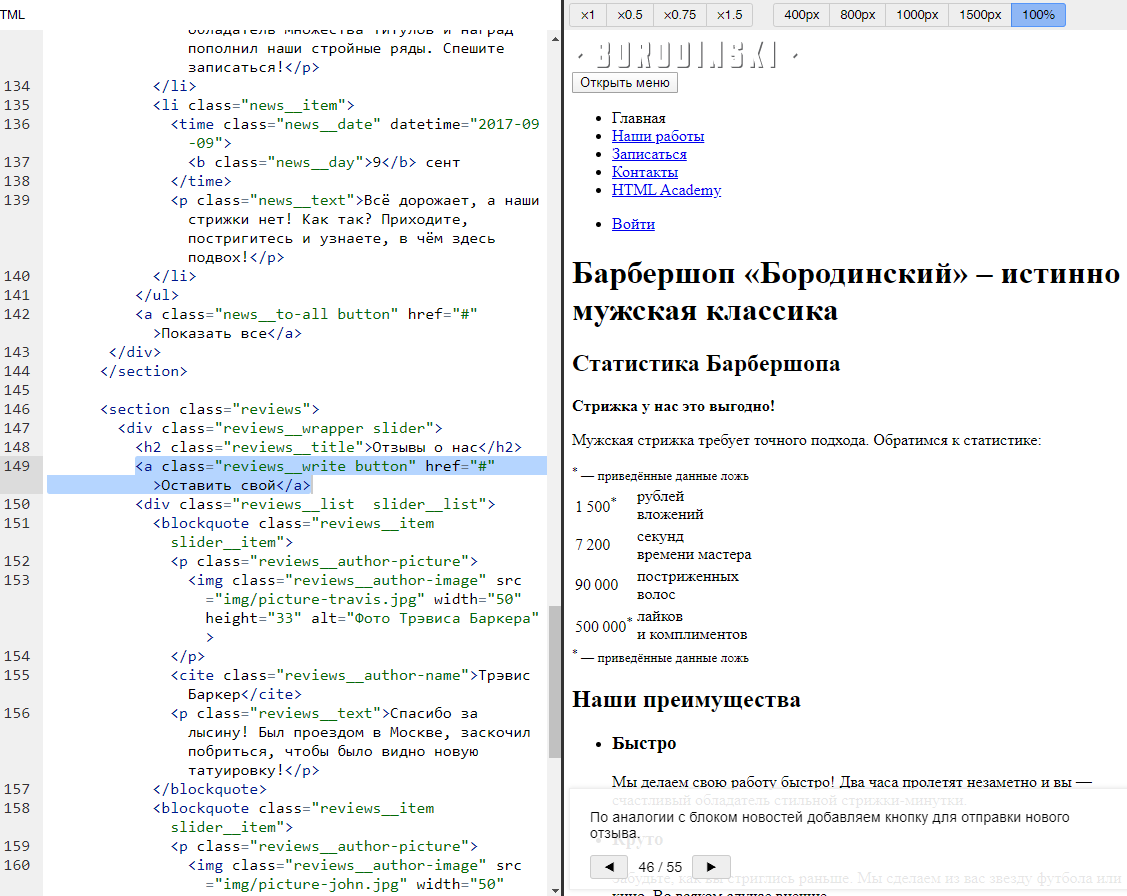 TML
обладатель множества титулов и наград
пополнил наши стройные ряды. Спешите
записаться!</p>
134 </li>
135 <li class="news__item">
136 <time class="news__date" datetime="2017-09
-09">
137 <b class="news__day">9</b> сент
138 </time>
139 <p class="news__text">Всё дорожает, а наши
стрижки нет! Как так? Приходите,
постригитесь и узнаете, в чём здесь
подвох!</p>
140 </li>
141 </ul>
142 <a class="news__to-all button" href="#"
>Показать все</a>
143 </div>
144 </section>
145
146 <section class="reviews">
147 <div class="reviews__wrapper slider">
148 <h2 class="reviews__title">Отзывы о нас</h2>
149 <a class="reviews__write button" href="#"
>Оставить свой</a>
150 <div class="reviews__list  slider__list">
151 <blockquote class="reviews__item
slider__item">
152 <p class="reviews__author-picture">
153 <img class="reviews__author-image" src
="img/picture-travis.jpg" width="50"
height="33" alt="Фото Трэвиса Баркера"
>
154 </p>
155 <cite class="reviews__author-name">Трэвис
Баркер</cite>
156 <p class="reviews__text">Спасибо за
лысину! Был проездом в Москве, заскочил
побриться, чтобы было видно новую
татуировку!</p>
157 </blockquote>
158 <blockquote class="reviews__item
slider__item">
159 <p class="reviews__author-picture">
160 <img class="reviews__author-image" src
="img/picture-john.jpg" width="50"
×1 ×0.5 ×0.75 ×1.5 400px 800px 1000px 1500px 100%
· BORODINSKI ·
Открыть меню
• Главная
• Наши работы
• Записаться
• Контакты
• HTML Academy
• Войти
Барбершоп «Бородинский» – истинно
мужская классика
Статистика Барбершопа
Стрижка у нас это выгодно!
Мужская стрижка требует точного подхода. Обратимся к статистике:
* — приведённые данные ложь
1 500* рублей
вложений
7 200 секунд
времени мастера
90 000 постриженных
волос
500 000* лайков
и комплиментов
* — приведённые данные ложь
Наши преимущества
• Быстро
Мы делаем свою работу быстро! Два часа пролетят незаметно и вы —
счастливый обладатель стильной стрижки-минутки
По аналогии с блоком новостей добавляем кнопку для отправки нового
отзыва.
Круто
◀ 46 / 55 ▶
Забудьте, как вы стриглись раньше. Мы сделаем из вас звезду футбола или
кино. Во всяком случае внешне